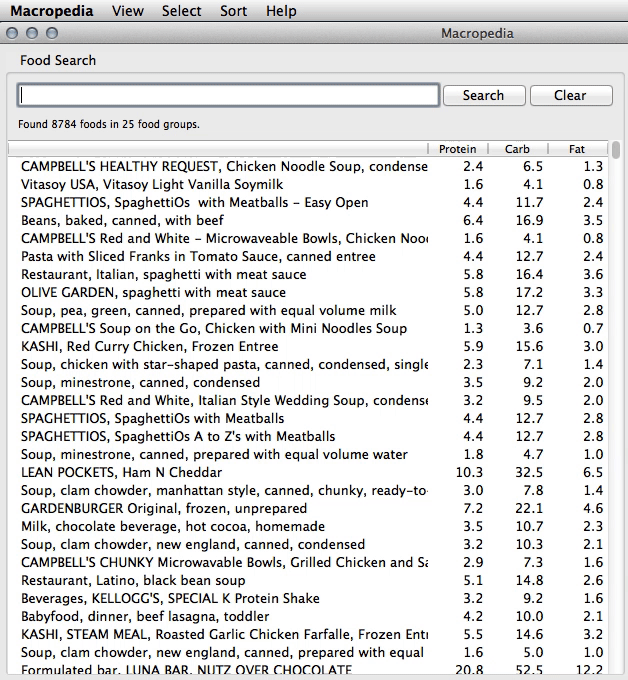 Macropedia View Select Sort Help
Macropedia
Food Search
Search Clear
Found 8784 foods in 25 food groups.
Protein Carb Fat
CAMPBELL'S HEALTHY REQUEST, Chicken Noodle Soup, condense 2.4 6.5 1.3
Vitasoy USA, Vitasoy Light Vanilla Soymilk 1.6 4.1 0.8
SPAGHETTIOS, SpaghettiOs with Meatballs - Easy Open 4.4 11.7 2.4
Beans, baked, canned, with beef 6.4 16.9 3.5
CAMPBELL'S Red and White - Microwaveable Bowls, Chicken Noo 1.6 4.1 0.8
Pasta with Sliced Franks in Tomato Sauce, canned entree 4.4 12.7 2.4
Restaurant, Italian, spaghetti with meat sauce 5.8 16.4 3.6
OLIVE GARDEN, spaghetti with meat sauce 5.8 17.2 3.3
Soup, pea, green, canned, prepared with equal volume milk 5.0 12.7 2.8
CAMPBELL'S Soup on the Go, Chicken with Mini Noodles Soup 1.3 3.6 0.7
KASHI, Red Curry Chicken, Frozen Entree 5.9 15.6 3.0
Soup, chicken with star-shaped pasta, canned, condensed, single 2.3 7.1 1.4
Soup, minestrone, canned, condensed 3.5 9.2 2.0
CAMPBELL'S Red and White, Italian Style Wedding Soup, condense 3.2 9.5 2.0
SPAGHETTIOS, SpaghettiOs with Meatballs 4.4 12.7 2.8
SPAGHETTIOS, SpaghettiOs A to Z's with Meatballs 4.4 12.7 2.8
Soup, minestrone, canned, prepared with equal volume water 1.8 4.7 1.0
LEAN POCKETS, Ham N Cheddar 10.3 32.5 6.5
Soup, clam chowder, manhattan style, canned, chunky, ready-to- 3.0 7.8 1.4
GARDENBURGER Original, frozen, unprepared 7.2 22.1 4.6
Milk, chocolate beverage, hot cocoa, homemade 3.5 10.7 2.3
Soup, clam chowder, new england, canned, condensed 3.2 10.3 2.1
CAMPBELL'S CHUNKY Microwavable Bowls, Grilled Chicken and Sa 2.9 7.3 1.6
Restaurant, Latino, black bean soup 5.1 14.8 2.6
Beverages, KELLOGG'S, SPECIAL K Protein Shake 3.2 9.2 1.6
Babyfood, dinner, beef lasagna, toddler 4.2 10.0 2.1
KASHI, STEAM MEAL, Roasted Garlic Chicken Farfalle, Frozen Entr 5.5 14.6 3.2
Soup, clam chowder, new england, canned, prepared with equal 1.6 5.0 1.0
Formulated bar, LUNA BAR, NUTZ OVER CHOCOLATE 20.8 52.5 12.2